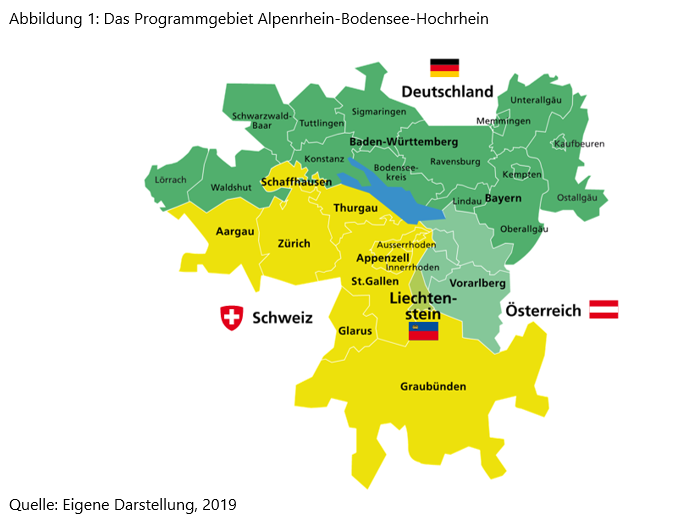 Abbildung 1: Das Programmgebiet Alpenrhein-Bodensee-Hochrhein
Deutschland
Unterallgäu
Schwarzwald-
Baar
Tuttlingen
Sigmaringen
Memmingen
Baden-Württemberg
Kaufbeuren
Konstanz
Bodensee-
kreis
Ravensburg
Kempten
Lörrach
Waldshut
Schaffhausen
Lindau
Bayern
Ostallgäu
Thurgau
Oberallgäu
Aargau
Zürich
Ausserrhoden
Appenzell
Innerrhoden
St.Gallen
Vorarlberg
Liechten-
stein
Österreich
Schweiz
Glarus
Graubünden
Quelle: Eigene Darstellung, 2019